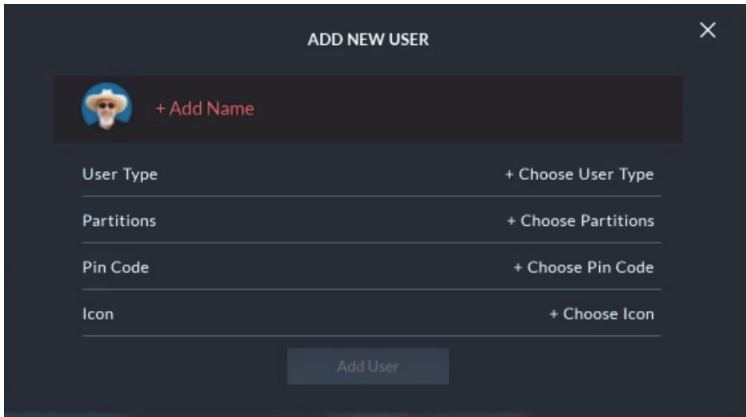 ADD NEW USER
+ Add Name
User Type + Choose User Type
Partitions + Choose Partitions
Pin Code + Choose Pin Code
Icon + Choose Icon
Add User